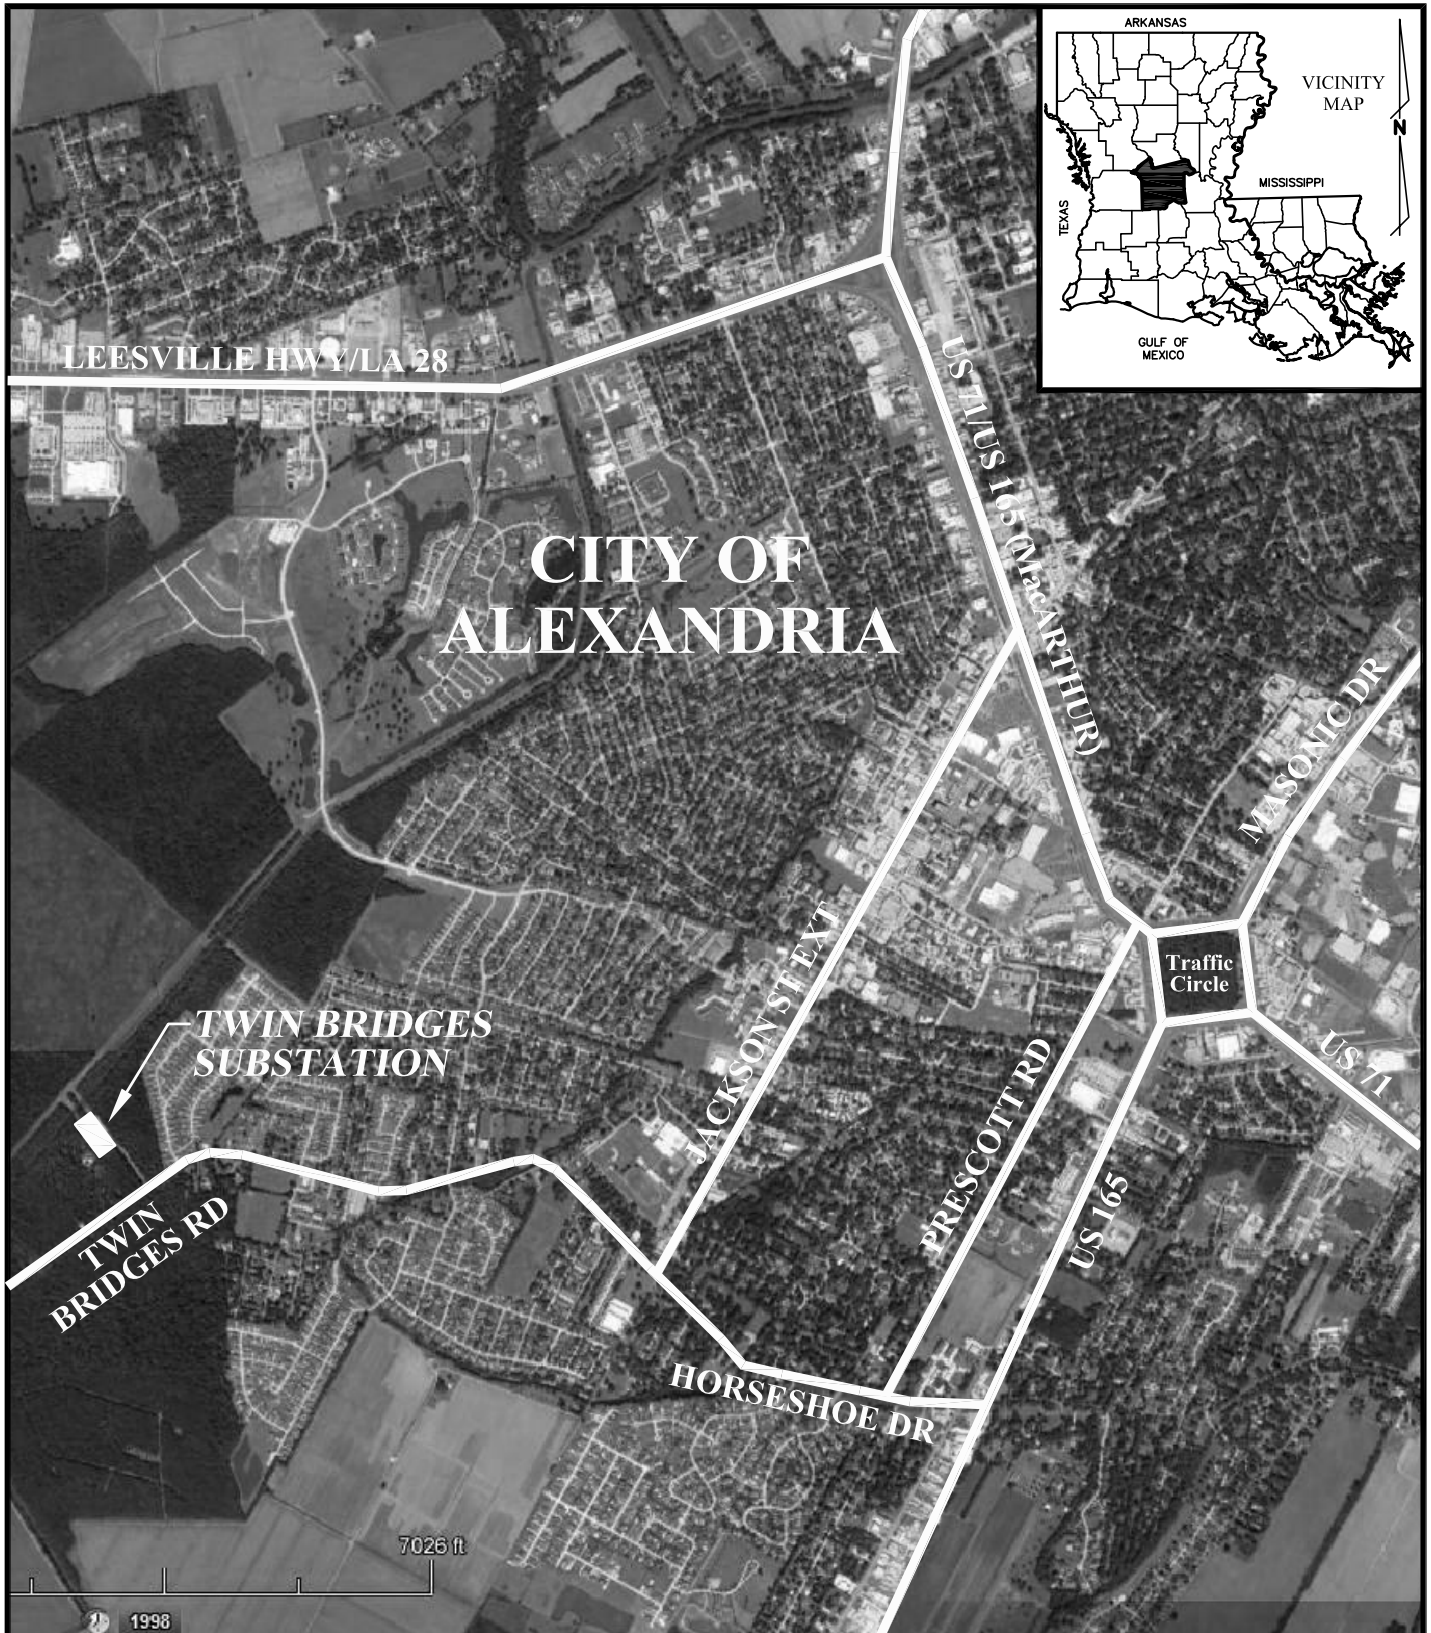 ARKANSAS
VICINITY
MAP
N
MISSISSIPPI
TEXAS
GULF OF
MEXICO
LEESVILLE HWY/LA 28
US 71/US 165 (MacARTHUR)
CITY OF
ALEXANDRIA
MASONIC DR
JACKSON ST EXT
Traffic
Circle
TWIN BRIDGES
SUBSTATION
PRESCOTT RD
US 71
US 165
TWIN
BRIDGES RD
HORSESHOE DR
7026 ft
1998